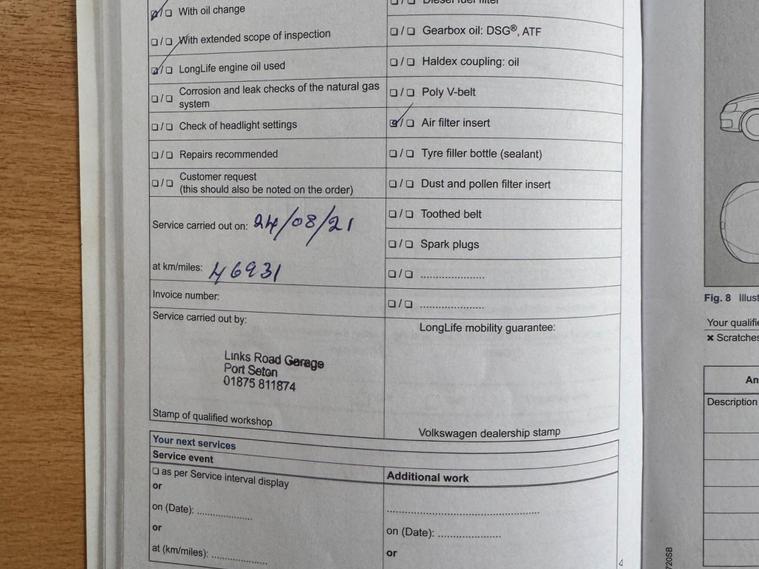 ❑/❑ With oil change
❑/❑ With extended scope of inspection
❑/❑ LongLife engine oil used
❑/❑ Corrosion and leak checks of the natural gas
system
❑/❑ Check of headlight settings
❑/❑ Repairs recommended
❑/❑ Customer request
(this should also be noted on the order)
Service carried out on: 24/08/21
at km/miles: 46931
Invoice number:
Service carried out by:
Links Road Garage
Port Seton
01875 811874
Stamp of qualified workshop
❑/❑ Diesel fuel filter
❑/❑ Gearbox oil: DSG®, ATF
❑/❑ Haldex coupling: oil
❑/❑ Poly V-belt
❑/❑ Air filter insert
❑/❑ Tyre filler bottle (sealant)
❑/❑ Dust and pollen filter insert
❑/❑ Toothed belt
❑/❑ Spark plugs
❑/❑ ....................
❑/❑ ....................
LongLife mobility guarantee:
Volkswagen dealership stamp
Your next services
Service event
❑ as per Service interval display
or
on (Date): .................
or
at (km/miles): .................
Additional work
................................................
on (Date): ....................
or
Fig. 8
Your
✖ Scratches
Description